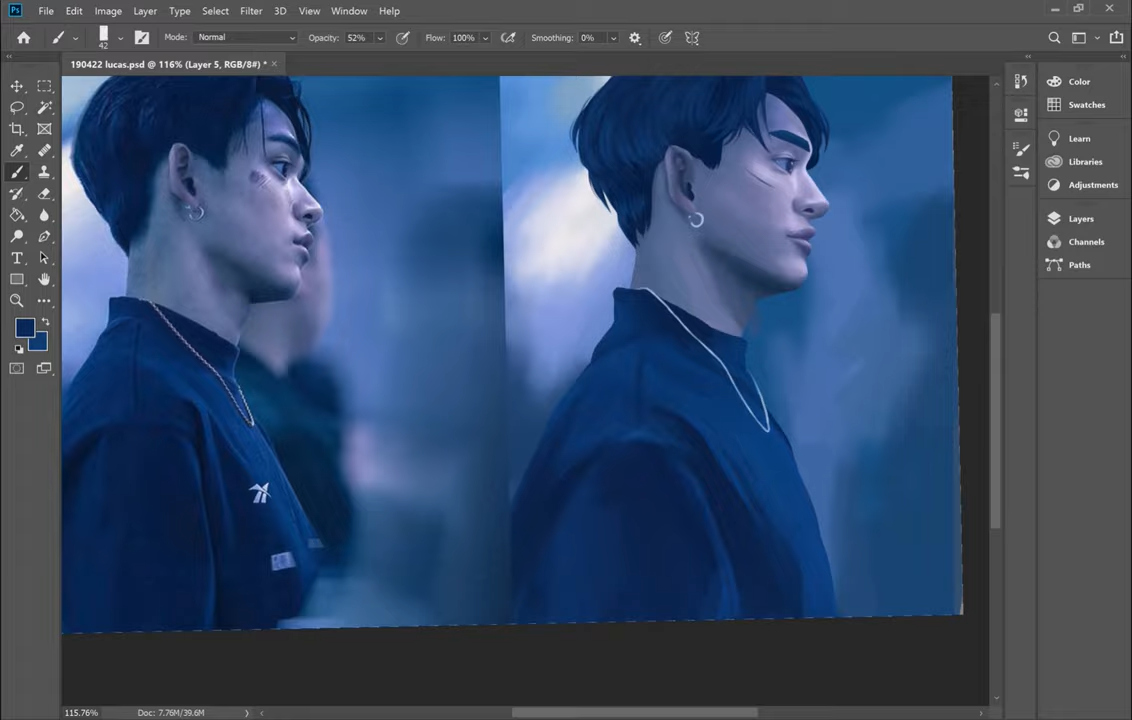 Ps File Edit Image Layer Type Select Filter 3D View Window Help
42 Mode: Normal Opacity: 52% Flow: 100% Smoothing: 0%
190422 lucas.psd @ 116% (Layer 5, RGB/8#) * ×
Color
Swatches
Learn
Libraries
Adjustments
Layers
Channels
Paths
115.76% Doc: 7.76M/39.6M